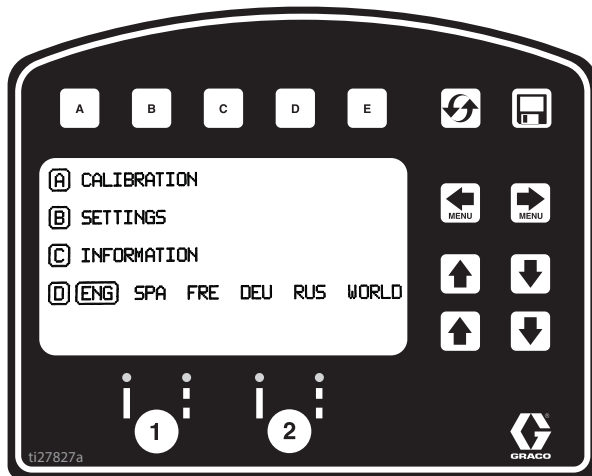 A B C D E
A CALIBRATION
B SETTINGS
C INFORMATION
D ENG SPA FRE DEU RUS WORLD
MENU MENU
1 2
ti27827a
G
GRACO